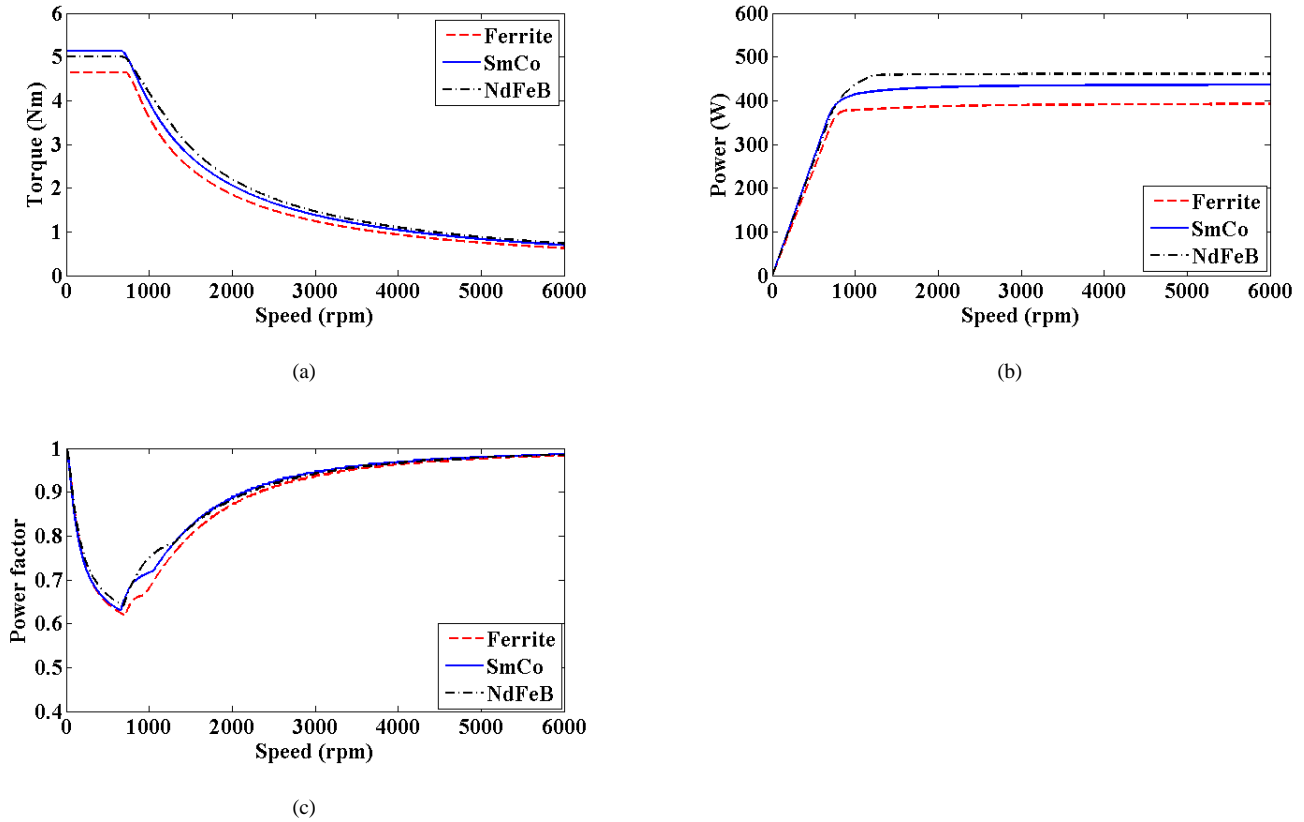 6
5
4
3
2
1
0
Torque (Nm)
0 1000 2000 3000 4000 5000 6000
Speed (rpm)
Ferrite
SmCo
NdFeB
(a)
600
500
400
300
200
100
0
Power (W)
0 1000 2000 3000 4000 5000 6000
Speed (rpm)
Ferrite
SmCo
NdFeB
(b)
1
0.9
0.8
0.7
0.6
0.5
0.4
Power factor
0 1000 2000 3000 4000 5000 6000
Speed (rpm)
Ferrite
SmCo
NdFeB
(c)